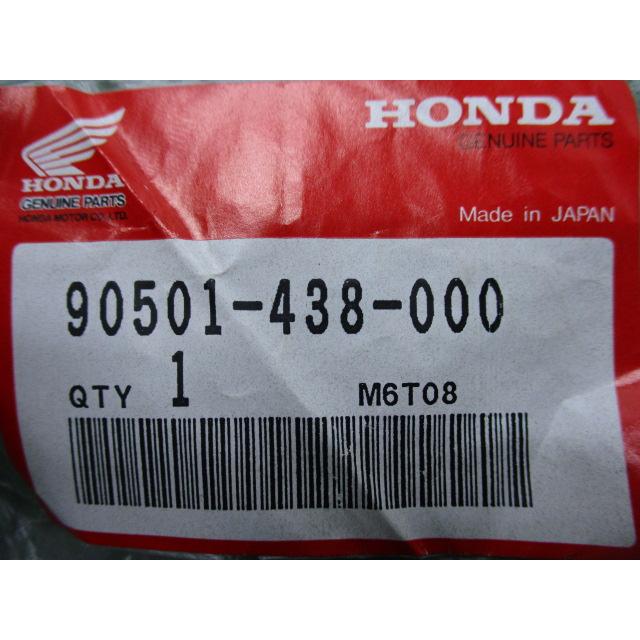 HONDA
GENUINE PARTS
HONDA MOTOR CO., LTD.
HONDA
GENUINE PARTS
Made in JAPAN
90501-438-000
QTY 1 M6T08